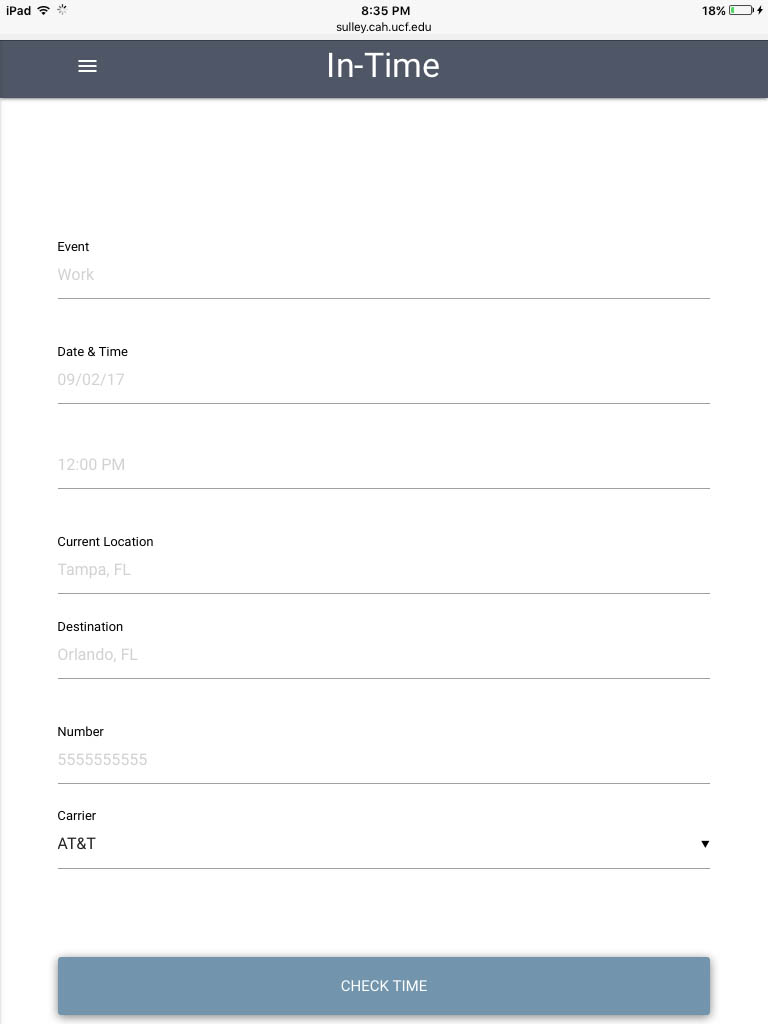 iPad 8:35 PM 18%
sulley.cah.ucf.edu
In-Time
Event
Work
Date & Time
09/02/17
12:00 PM
Current Location
Tampa, FL
Destination
Orlando, FL
Number
5555555555
Carrier
AT&T
CHECK TIME